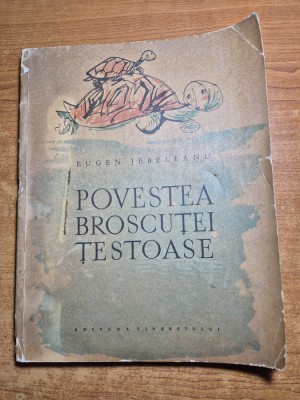 EUGEN JEBELEANU
POVESTEA
BROSCUȚEI
ȚESTOASE
EDITURA TINERETULUI